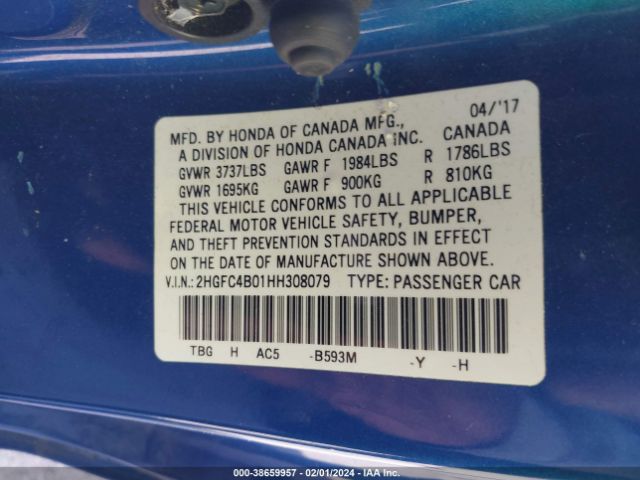 04/'17
MFD. BY HONDA OF CANADA MFG.,
A DIVISION OF HONDA CANADA INC. CANADA
GVWR 3737LBS GAWR F 1984LBS R 1786LBS
GVWR 1695KG GAWR F 900KG R 810KG
THIS VEHICLE CONFORMS TO ALL APPLICABLE
FEDERAL MOTOR VEHICLE SAFETY, BUMPER,
AND THEFT PREVENTION STANDARDS IN EFFECT
ON THE DATE OF MANUFACTURE SHOWN ABOVE.
V.I.N.: 2HGFC4B01HH308079 TYPE: PASSENGER CAR
TBG H AC5 -B593M -Y -H
000-38659957 - 02/01/2024 - IAA Inc.